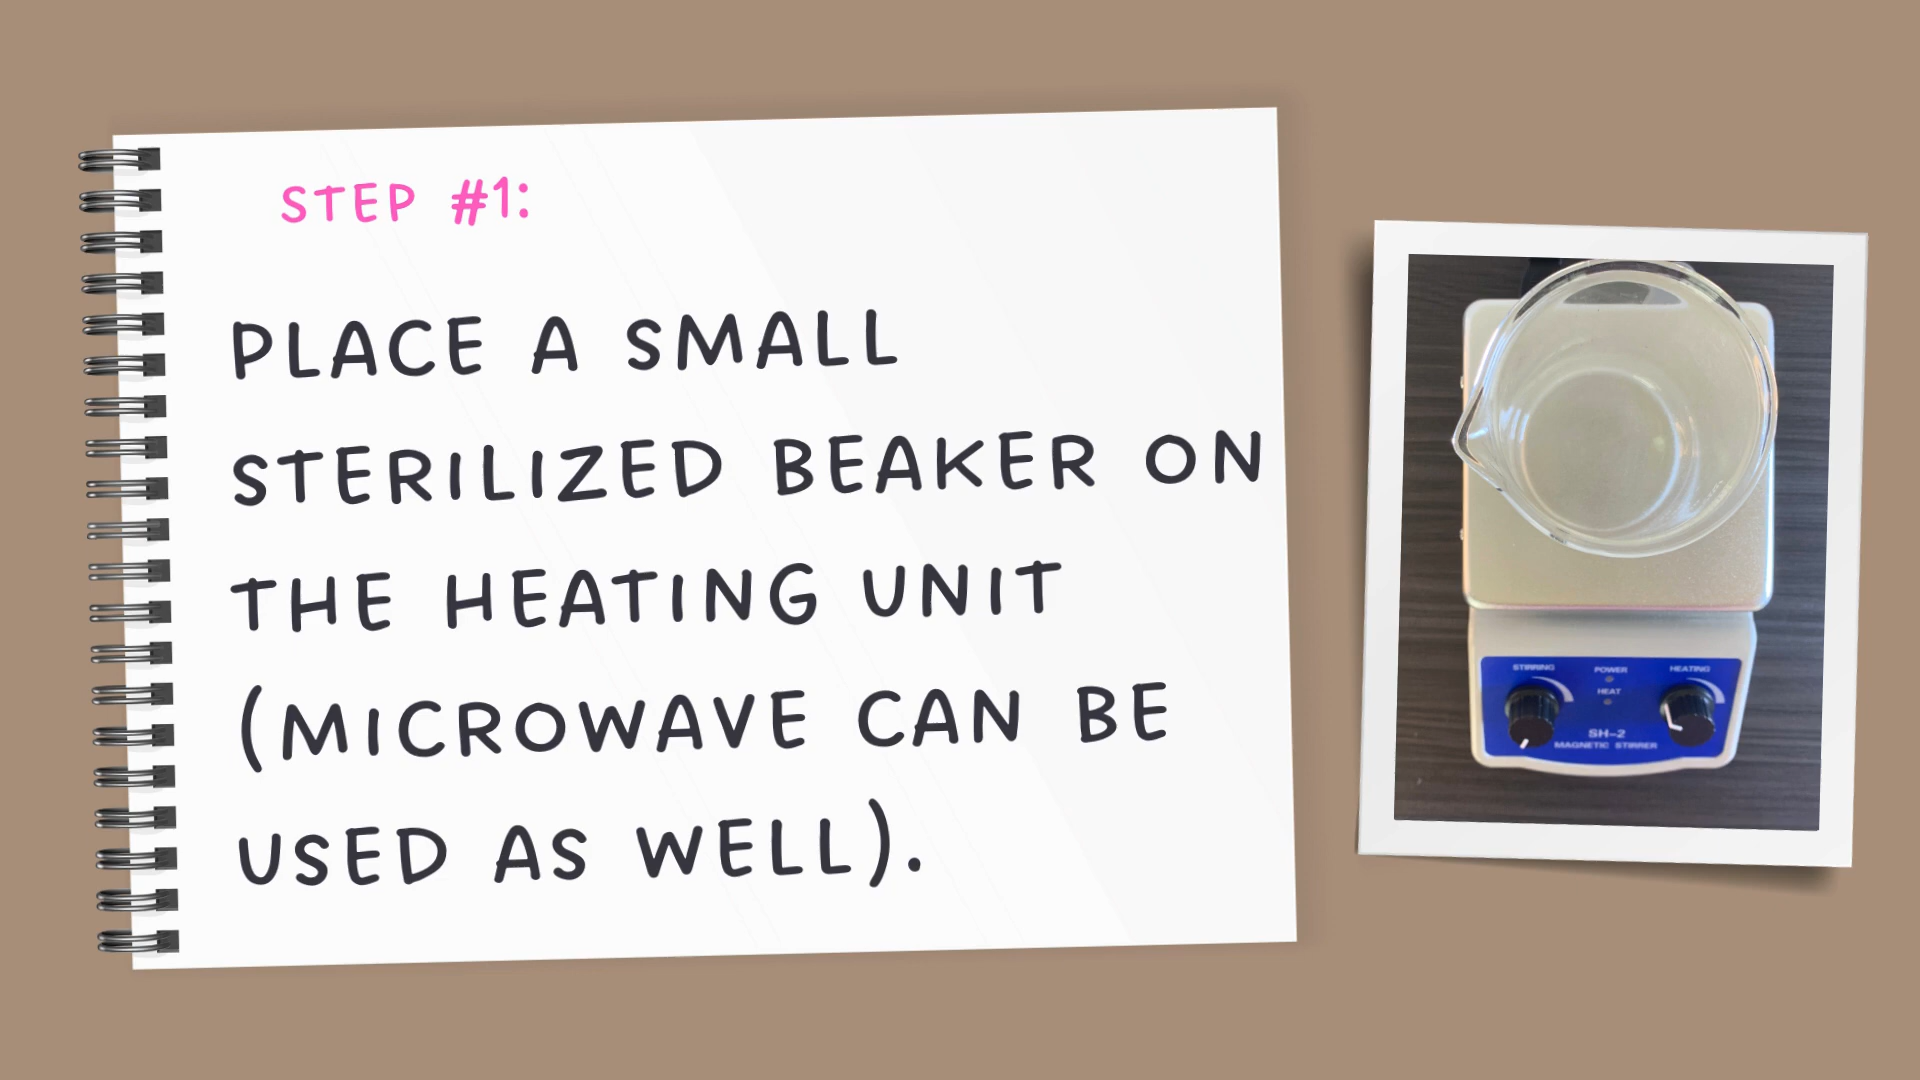 STEP #1:
PLACE A SMALL
STERILIZED BEAKER ON
THE HEATING UNIT
(MICROWAVE CAN BE
USED AS WELL).
STIRRING
POWER
HEATING
HEAT
SH-2
MAGNETIC STIRRER